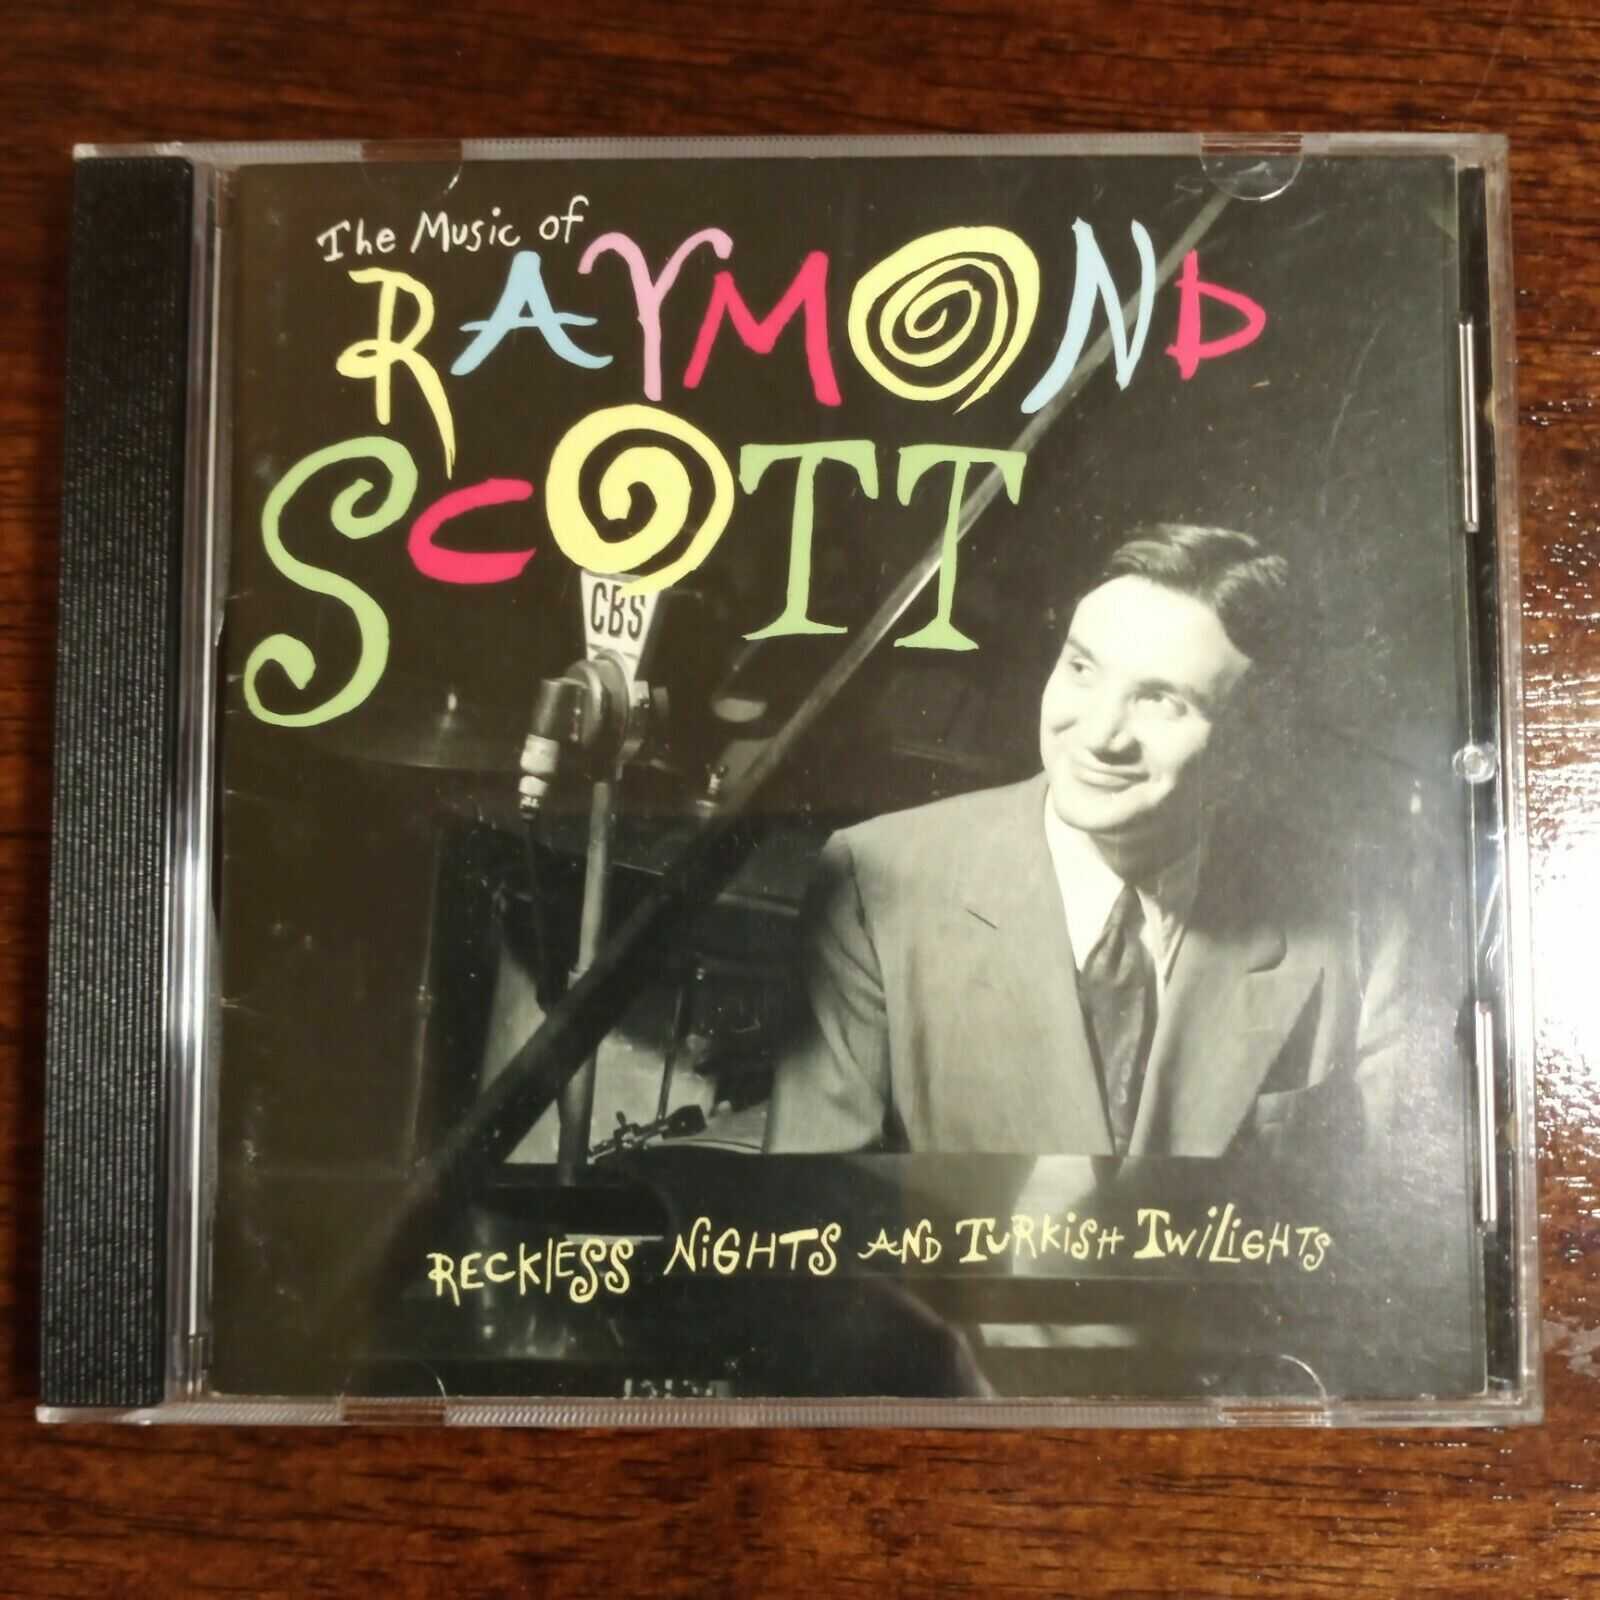 The Music of
RAYMOND
SCOTT
CBS
RECKLESS NIGHTS AND TURKISH TWILIGHTS